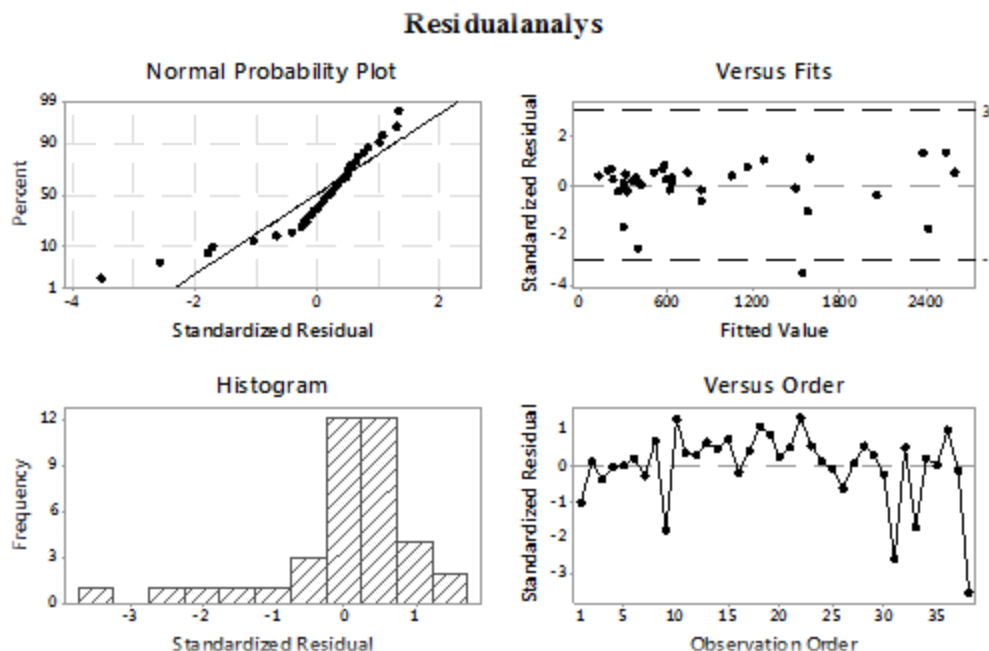 Residualanalys
Normal Probability Plot
99
90
50
10
1
Percent
-4 -2 0 2
Standardized Residual
Versus Fits
2
0
-2
-4
3
Standardized Residual
0 600 1200 1800 2400
Fitted Value
Histogram
12
9
6
3
0
Frequency
-3 -2 -1 0 1
Standardized Residual
Versus Order
1
0
-1
-2
-3
Standardized Residual
1 5 10 15 20 25 30 35
Observation Order